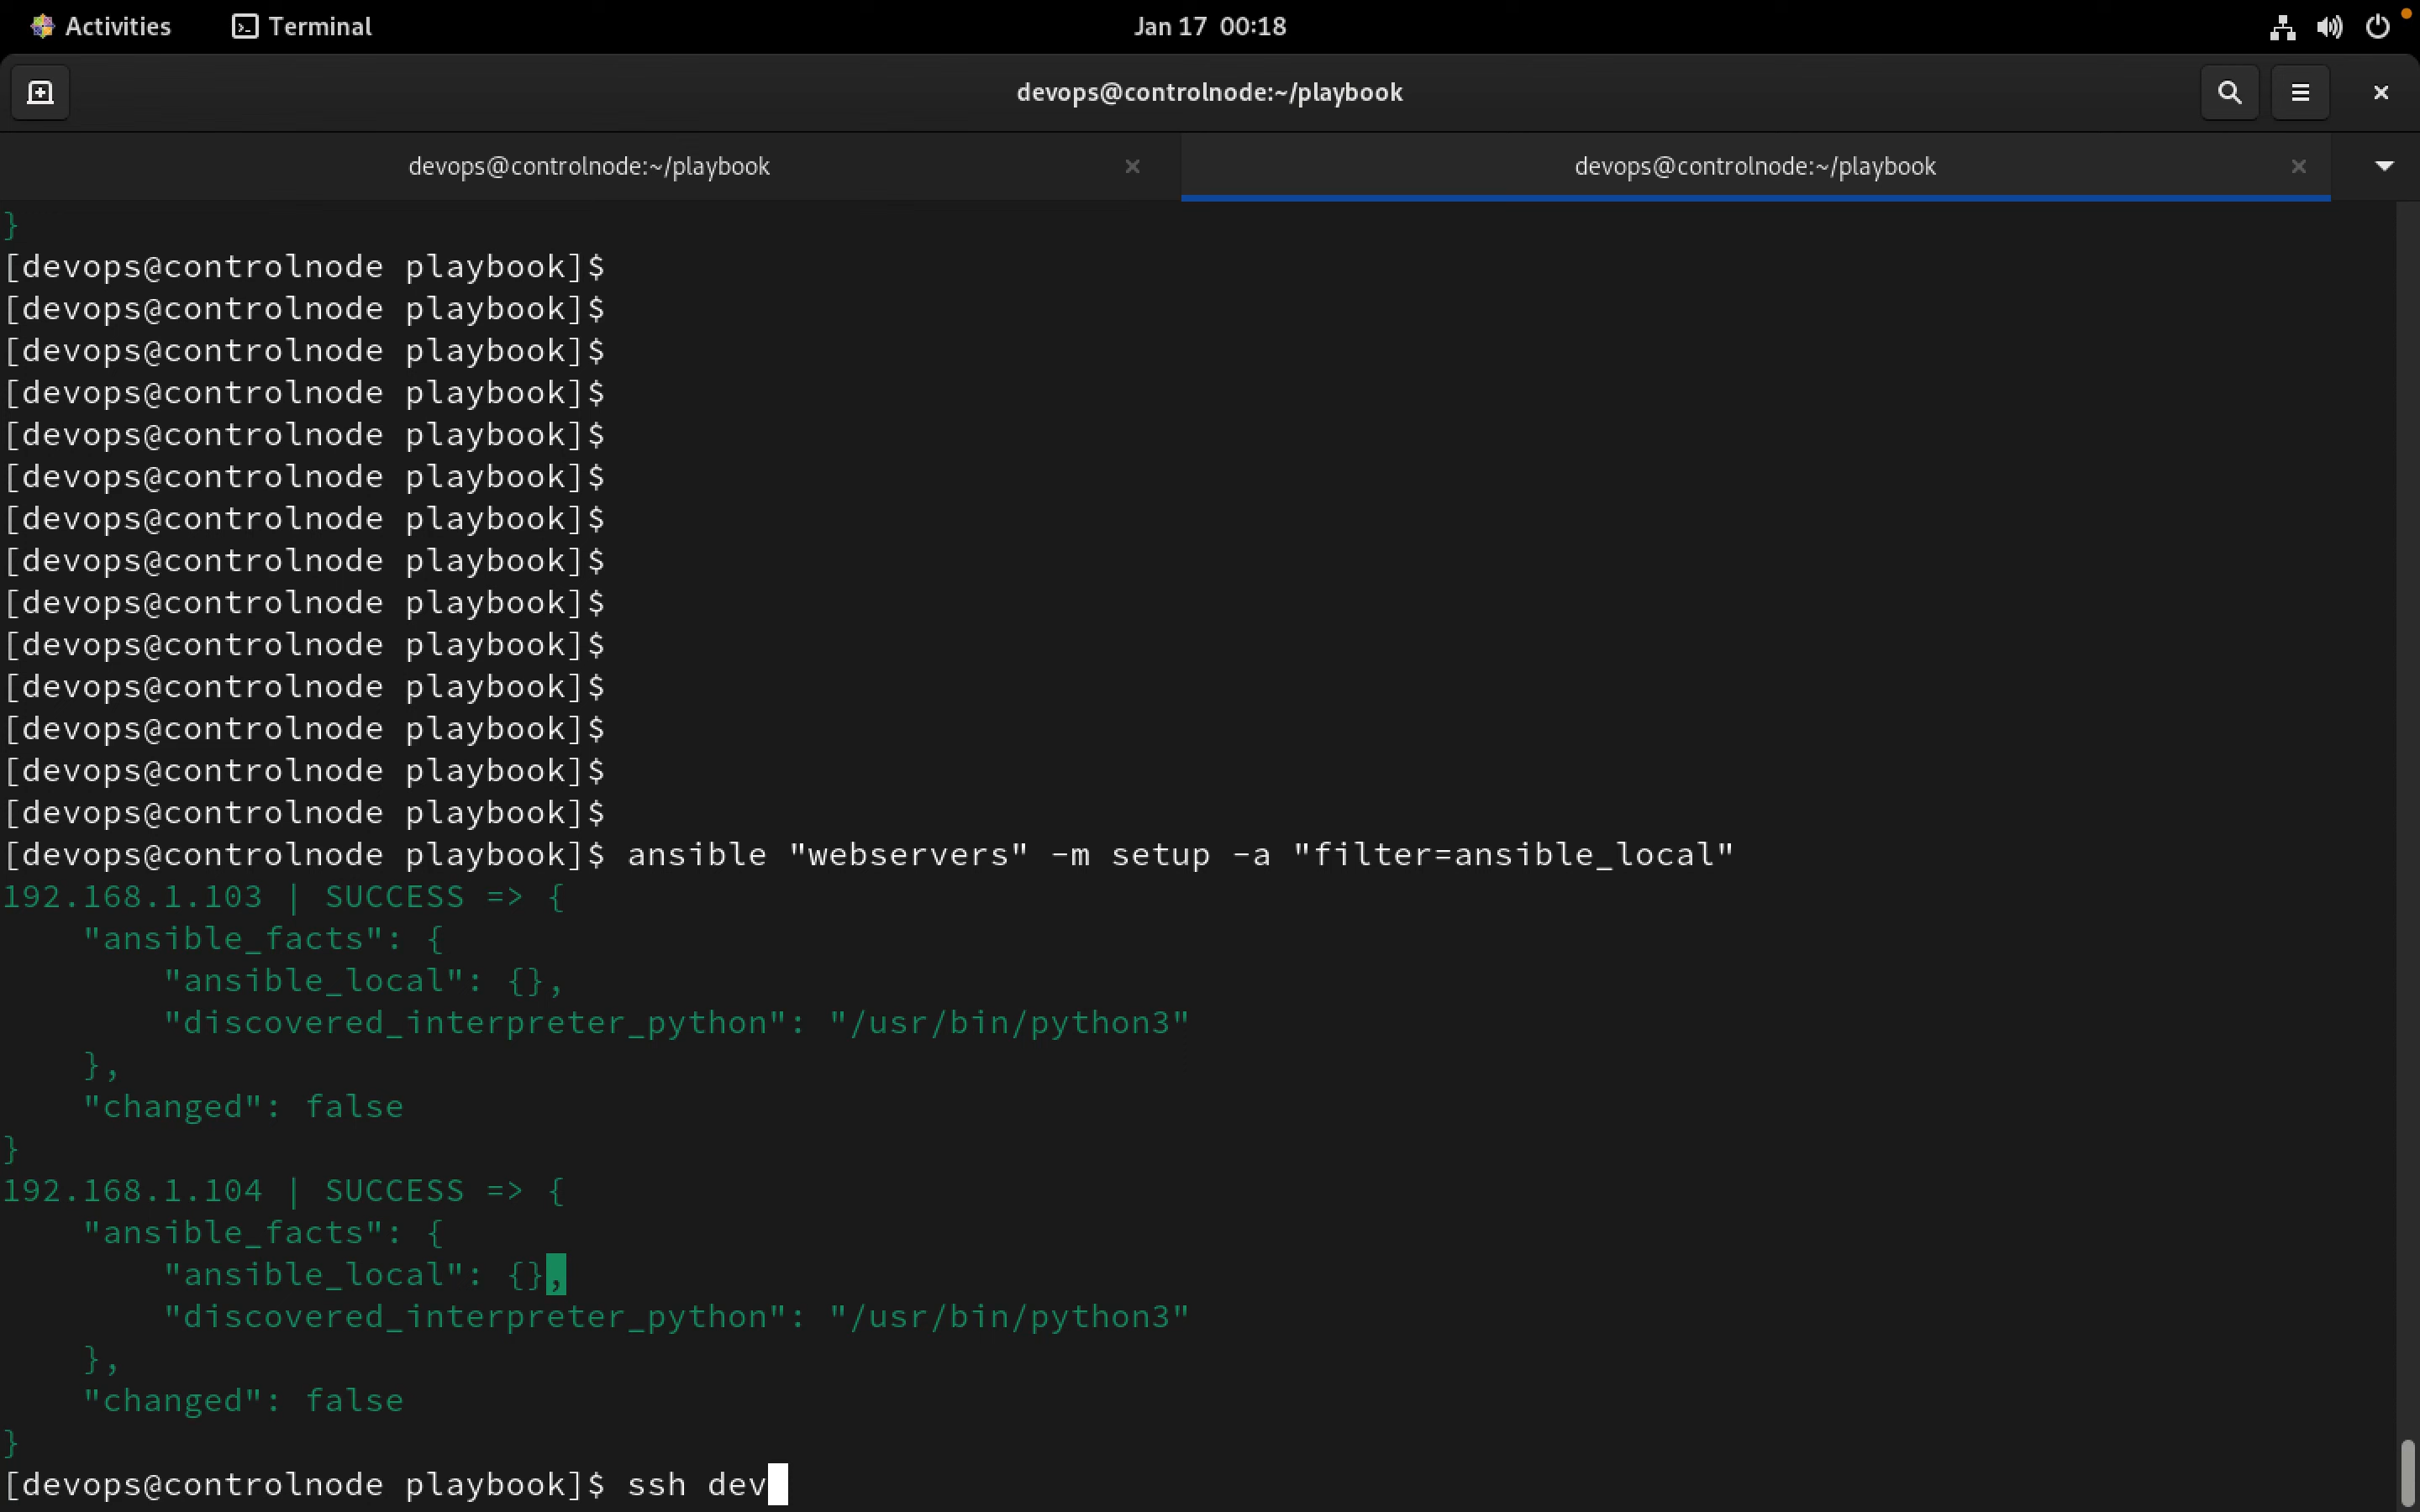 Activities Terminal Jan 17 00:18
devops@controlnode:~/playbook
devops@controlnode:~/playbook × devops@controlnode:~/playbook ×
}
[devops@controlnode playbook]$
[devops@controlnode playbook]$
[devops@controlnode playbook]$
[devops@controlnode playbook]$
[devops@controlnode playbook]$
[devops@controlnode playbook]$
[devops@controlnode playbook]$
[devops@controlnode playbook]$
[devops@controlnode playbook]$
[devops@controlnode playbook]$
[devops@controlnode playbook]$
[devops@controlnode playbook]$
[devops@controlnode playbook]$
[devops@controlnode playbook]$
[devops@controlnode playbook]$ ansible "webservers" -m setup -a "filter=ansible_local"
192.168.1.103 | SUCCESS => {
    "ansible_facts": {
        "ansible_local": {},
        "discovered_interpreter_python": "/usr/bin/python3"
    },
    "changed": false
}
192.168.1.104 | SUCCESS => {
    "ansible_facts": {
        "ansible_local": {},
        "discovered_interpreter_python": "/usr/bin/python3"
    },
    "changed": false
}
[devops@controlnode playbook]$ ssh dev